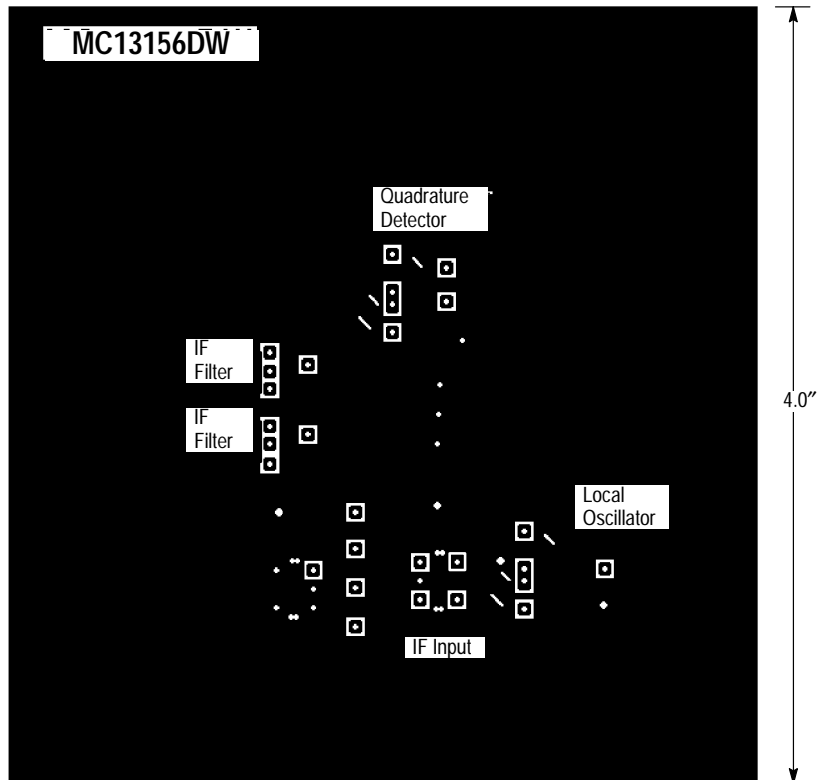 MC13156DW
Quadrature
Detector
IF
Filter
4.0″
IF
Filter
Local
Oscillator
IF Input